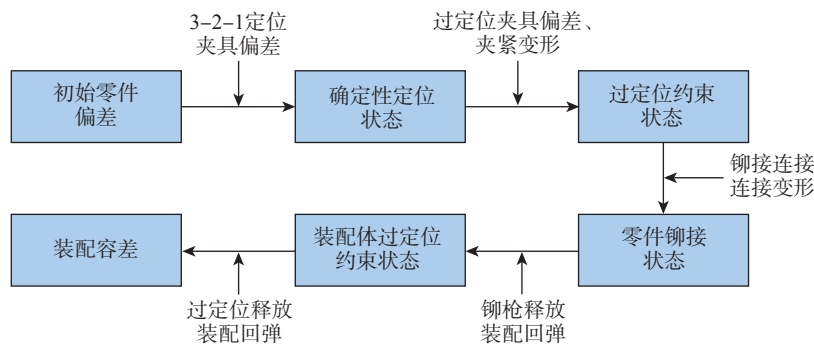 3–2–1定位
夹具偏差
过定位夹具偏差、
夹紧变形
初始零件
偏差
确定性定位
状态
过定位约束
状态
铆接连接
连接变形
装配容差
装配体过定位
约束状态
零件铆接
状态
过定位释放
装配回弹
铆枪释放
装配回弹